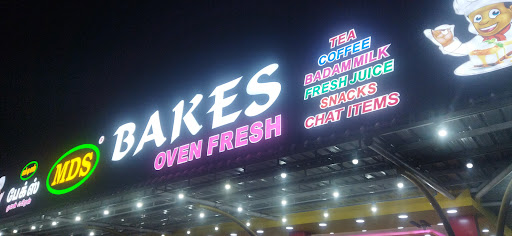 பேக்ஸ்
MDS
BAKES
OVEN FRESH
TEA
COFFEE
BADAM MILK
FRESH JUICE
SNACKS
CHAT ITEMS